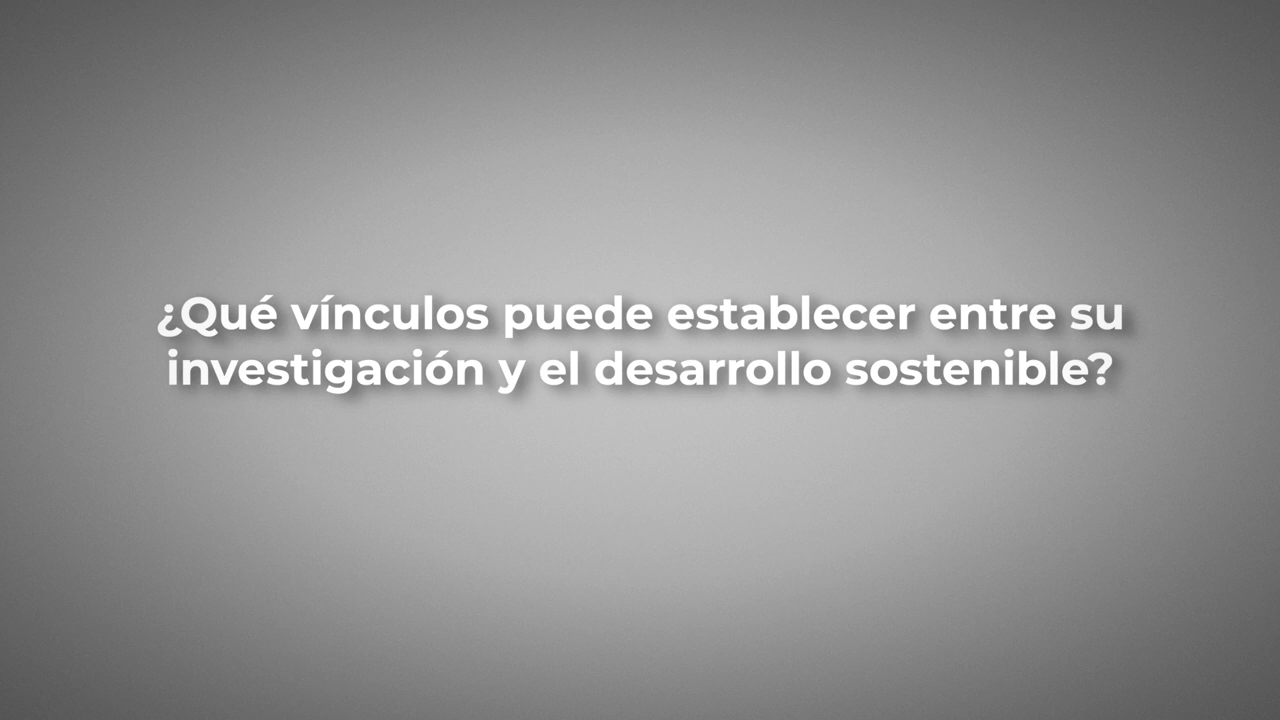 ¿Qué vínculos puede establecer entre su
investigación y el desarrollo sostenible?